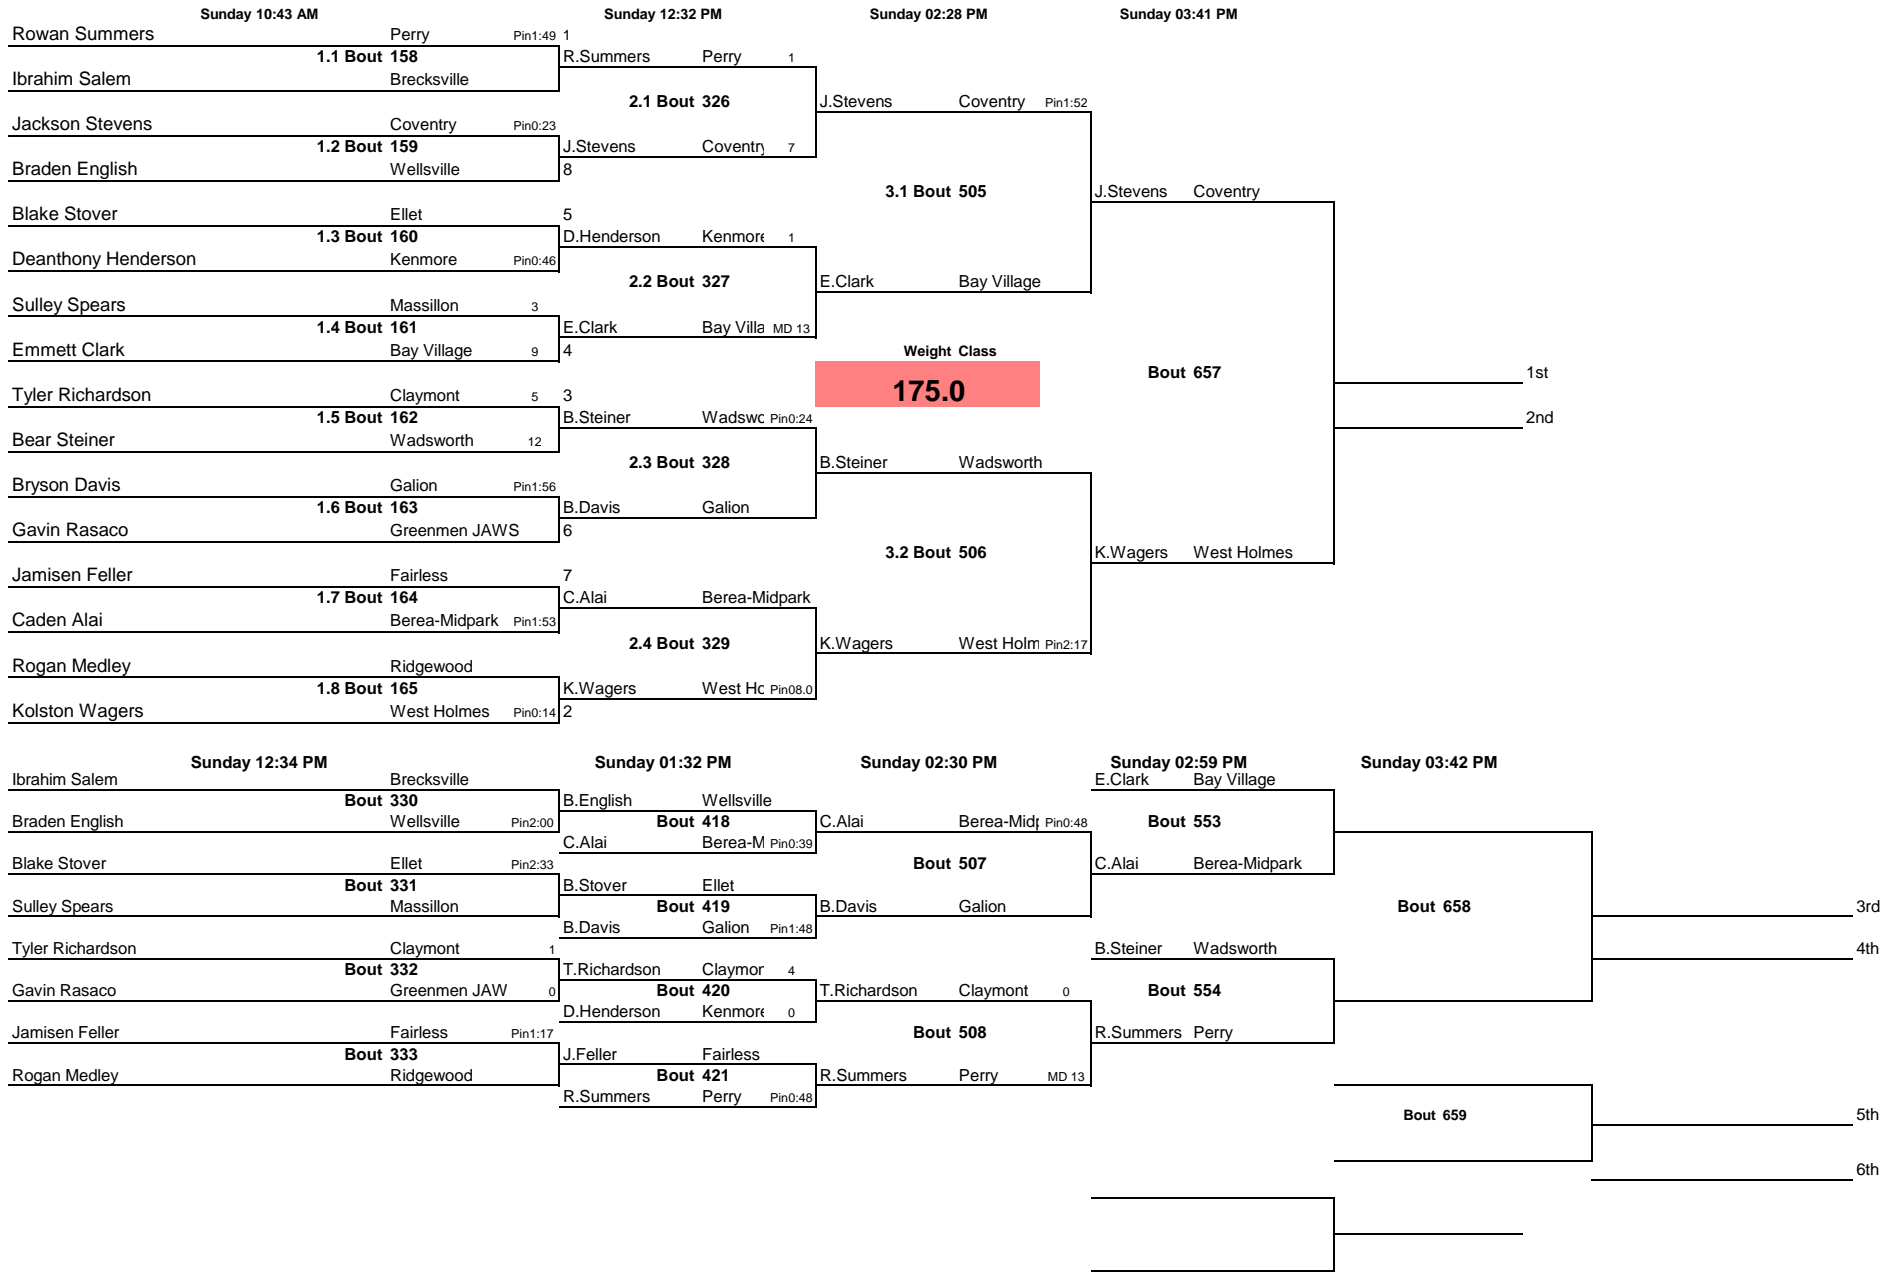 Sunday 10:43 AM Sunday 12:32 PM Sunday 02:28 PM Sunday 03:41 PM
Rowan Summers Perry Pin1:49 1
1.1 Bout 158 R.Summers Perry 1
Ibrahim Salem Brecksville
2.1 Bout 326 J.Stevens Coventry Pin1:52
Jackson Stevens Coventry Pin0:23
1.2 Bout 159 J.Stevens Coventry 7
Braden English Wellsville 8
3.1 Bout 505 J.Stevens Coventry
Blake Stover Ellet 5
1.3 Bout 160 D.Henderson Kenmore 1
Deanthony Henderson Kenmore Pin0:46
2.2 Bout 327 E.Clark Bay Village
Sulley Spears Massillon 3
1.4 Bout 161 E.Clark Bay Villa MD 13
Emmett Clark Bay Village 9 4 Weight Class
Bout 657 1st
Tyler Richardson Claymont 5 3 175.0
1.5 Bout 162 B.Steiner Wadswo Pin0:24 2nd
Bear Steiner Wadsworth 12
2.3 Bout 328 B.Steiner Wadsworth
Bryson Davis Galion Pin1:56
1.6 Bout 163 B.Davis Galion
Gavin Rasaco Greenmen JAWS 6
3.2 Bout 506 K.Wagers West Holmes
Jamisen Feller Fairless 7
1.7 Bout 164 C.Alai Berea-Midpark
Caden Alai Berea-Midpark Pin1:53
2.4 Bout 329 K.Wagers West Holm Pin2:17
Rogan Medley Ridgewood
1.8 Bout 165 K.Wagers West Ho Pin08.0
Kolston Wagers West Holmes Pin0:14 2
Sunday 12:34 PM Sunday 01:32 PM Sunday 02:30 PM Sunday 02:59 PM Sunday 03:42 PM
Ibrahim Salem Brecksville E.Clark Bay Village
Bout 330 B.English Wellsville
Braden English Wellsville Pin2:00 Bout 418 C.Alai Berea-Midp Pin0:48 Bout 553
C.Alai Berea-M Pin0:39
Blake Stover Ellet Pin2:33 Bout 507 C.Alai Berea-Midpark
Bout 331 B.Stover Ellet
Sulley Spears Massillon Bout 419 B.Davis Galion Bout 658 3rd
B.Davis Galion Pin1:48
Tyler Richardson Claymont 1 B.Steiner Wadsworth 4th
Bout 332 T.Richardson Claymor 4
Gavin Rasaco Greenmen JAW 0 Bout 420 T.Richardson Claymont 0 Bout 554
D.Henderson Kenmore 0
Jamisen Feller Fairless Pin1:17 Bout 508 R.Summers Perry
Bout 333 J.Feller Fairless
Rogan Medley Ridgewood Bout 421 R.Summers Perry MD 13
R.Summers Perry Pin0:48
Bout 659 5th
6th